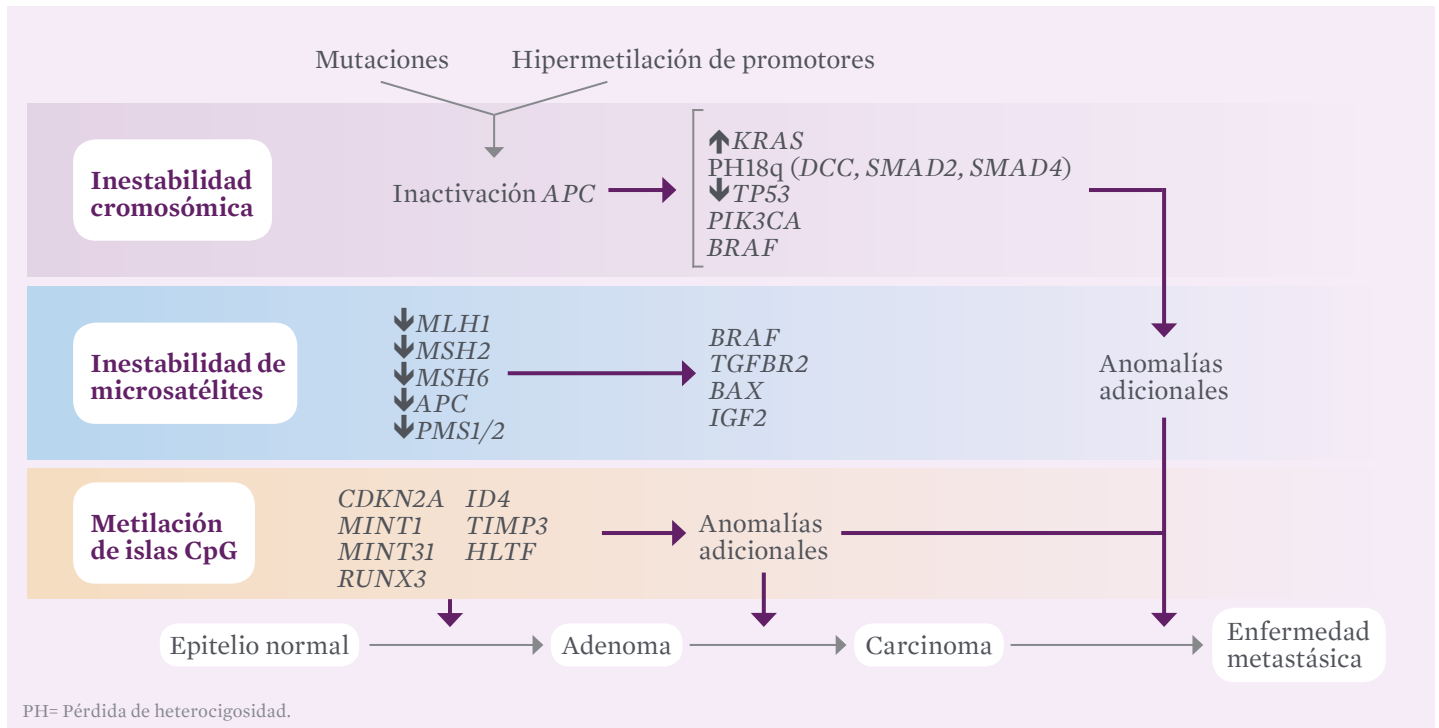 Mutaciones
Hipermetilación de promotores
Inestabilidad
cromosómica
Inactivación APC
KRAS
PH18q (DCC, SMAD2, SMAD4)
TP53
PIK3CA
BRAF
Inestabilidad de
microsatélites
MLH1
MSH2
MSH6
APC
PMS1/2
BRAF
TGFBR2
BAX
IGF2
Anomalías
adicionales
Metilación
de islas CpG
CDKN2A ID4
MINT1 TIMP3
MINT31 HLTF
RUNX3
Anomalías
adicionales
Epitelio normal
Adenoma
Carcinoma
Enfermedad
metastásica
PH= Pérdida de heterocigosidad.